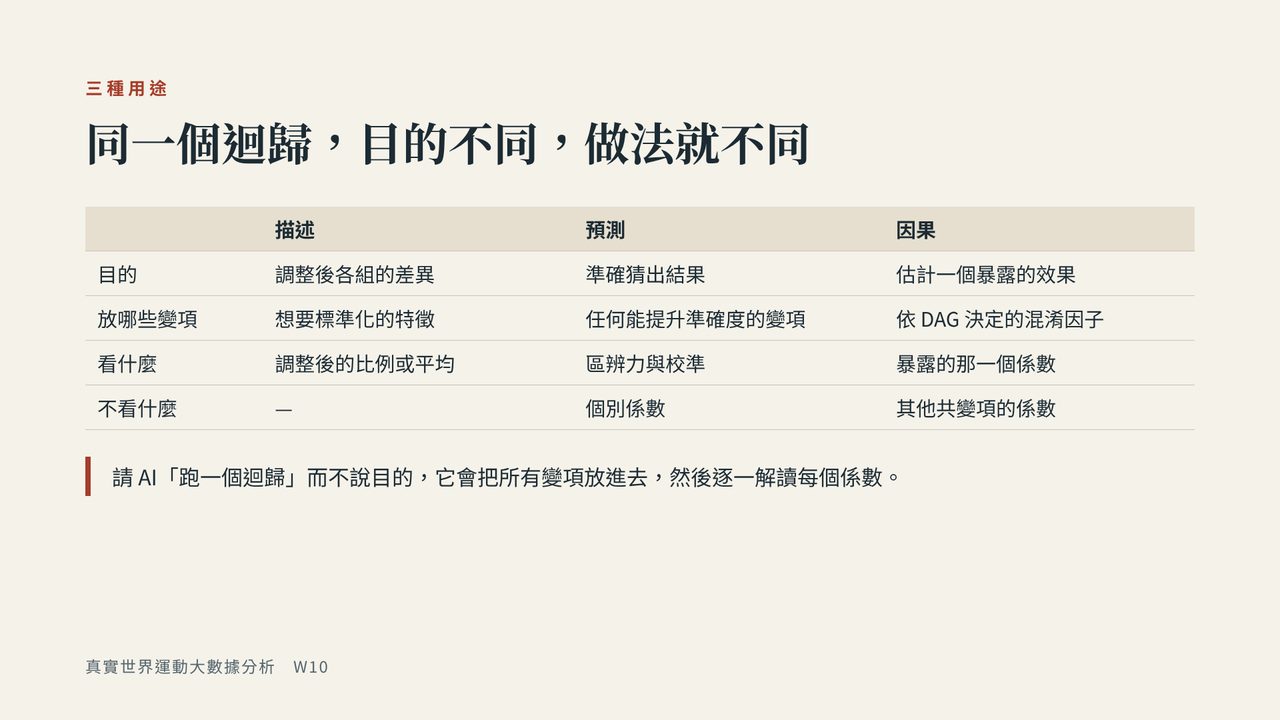 三種用途
同一個迴歸，目的不同，做法就不同
描述 預測 因果
目的 調整後各組的差異 準確猜出結果 估計一個暴露的效果
放哪些變項 想要標準化的特徵 任何能提升準確度的變項 依 DAG 決定的混淆因子
看什麼 調整後的比例或平均 區辨力與校準 暴露的那一個係數
不看什麼 — 個別係數 其他共變項的係數
請 AI「跑一個迴歸」而不說目的，它會把所有變項放進去，然後逐一解讀每個係數。
真實世界運動大數據分析 W10